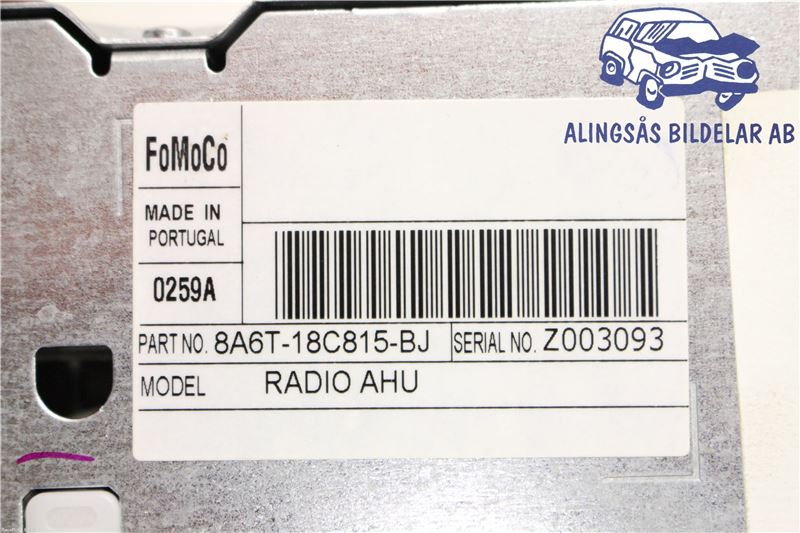 ALINGSÅS BILDELAR AB
FoMoCo
MADE IN
PORTUGAL
0259A
PART NO. 8A6T-18C815-BJ
SERIAL NO. Z003093
MODEL RADIO AHU